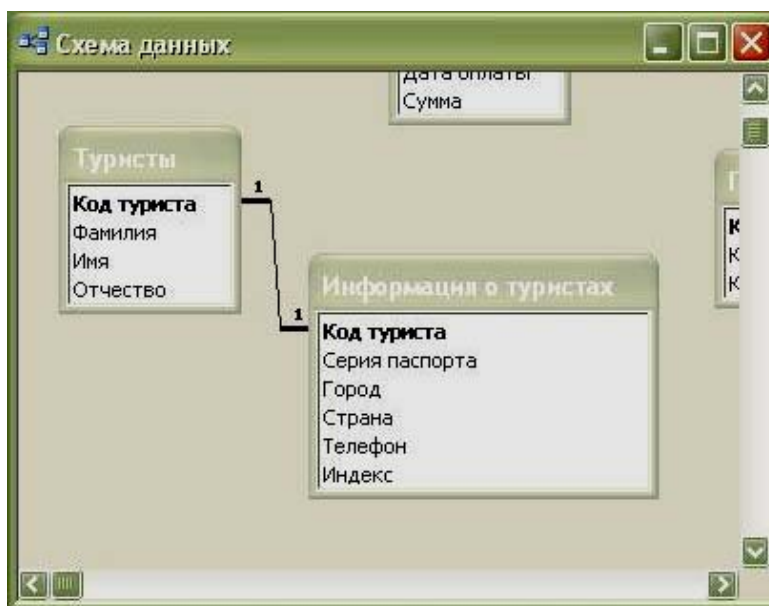 Схема данных
Дата оплаты
Сумма
Туристы
Код туриста
Фамилия
Имя
Отчество
1
1
Информация о туристах
Код туриста
Серия паспорта
Город
Страна
Телефон
Индекс
К
К
К